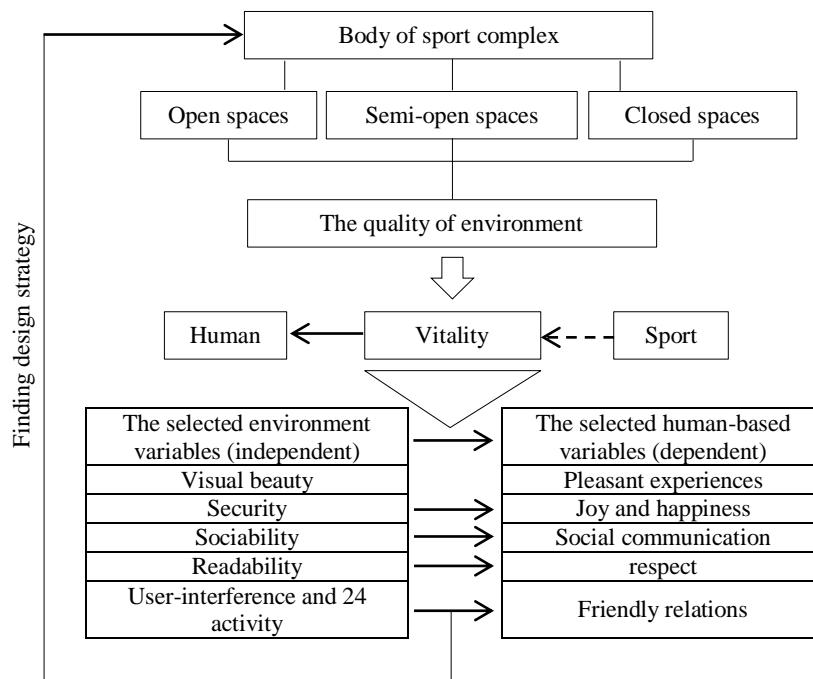 Body of sport complex
Open spaces
Semi-open spaces
Closed spaces
The quality of environment
Human
Vitality
Sport
Finding design strategy
The selected environment
variables (independent)
The selected human-based
variables (dependent)
Visual beauty
Pleasant experiences
Security
Joy and happiness
Sociability
Social communication
Readability
respect
User-interference and 24
activity
Friendly relations